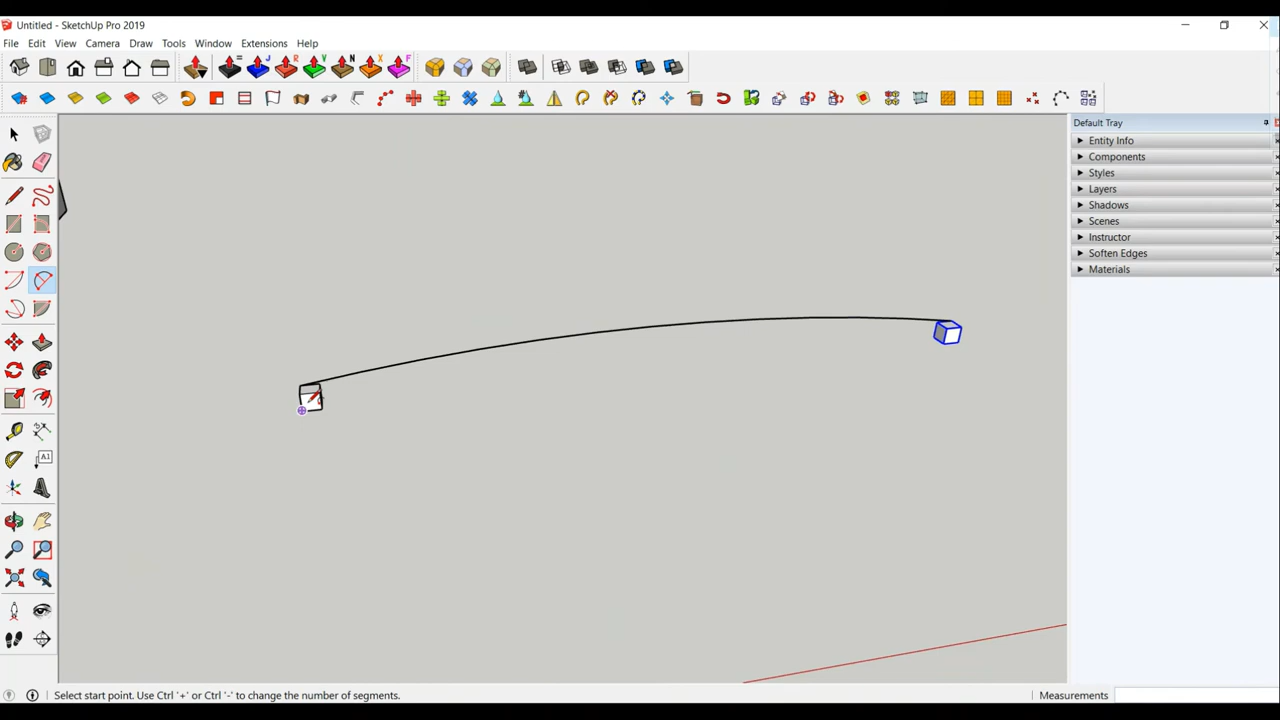 Untitled - SketchUp Pro 2019
File Edit View Camera Draw Tools Window Extensions Help
Default Tray
Entity Info
Components
Styles
Layers
Shadows
Scenes
Instructor
Soften Edges
Materials
A1
Select start point. Use Ctrl '+' or Ctrl '-' to change the number of segments.
Measurements